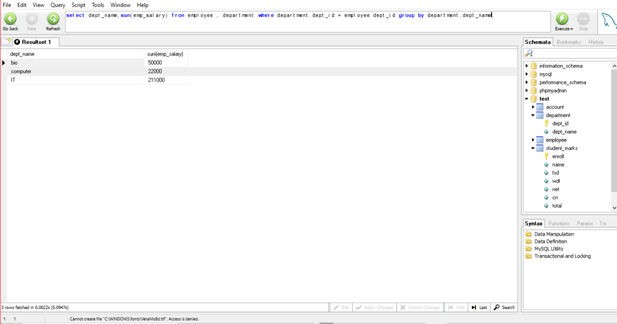 File Edit View Query Script Tools Window Help
Go back Next Refresh
select dept_name,sum(emp_salary) from employee , department where department.dept_id = employee.dept_id group by department.dept_name
Execute Stop
Resultset 1
dept_name sum(emp_salary)
bio 50000
computer 22000
IT 211000
Schemata Bookmarks History
information_schema
mysql
performance_schema
phpmyadmin
test
account
department
dept_id
dept_name
employee
student_marks
enroll
name
wdt
net
cn
total
Syntax Functions Params Trx
Data Manipulation
Data Definition
MySQL Utility
Transactional and Locking
3 rows fetched in 0.0022s (0.0947s)
Edit Apply Changes Discard Changes First Last Search
1: 1
Cannot create file "C:\WINDOWS\fonts\VeraMoBd.ttf". Access is denied.